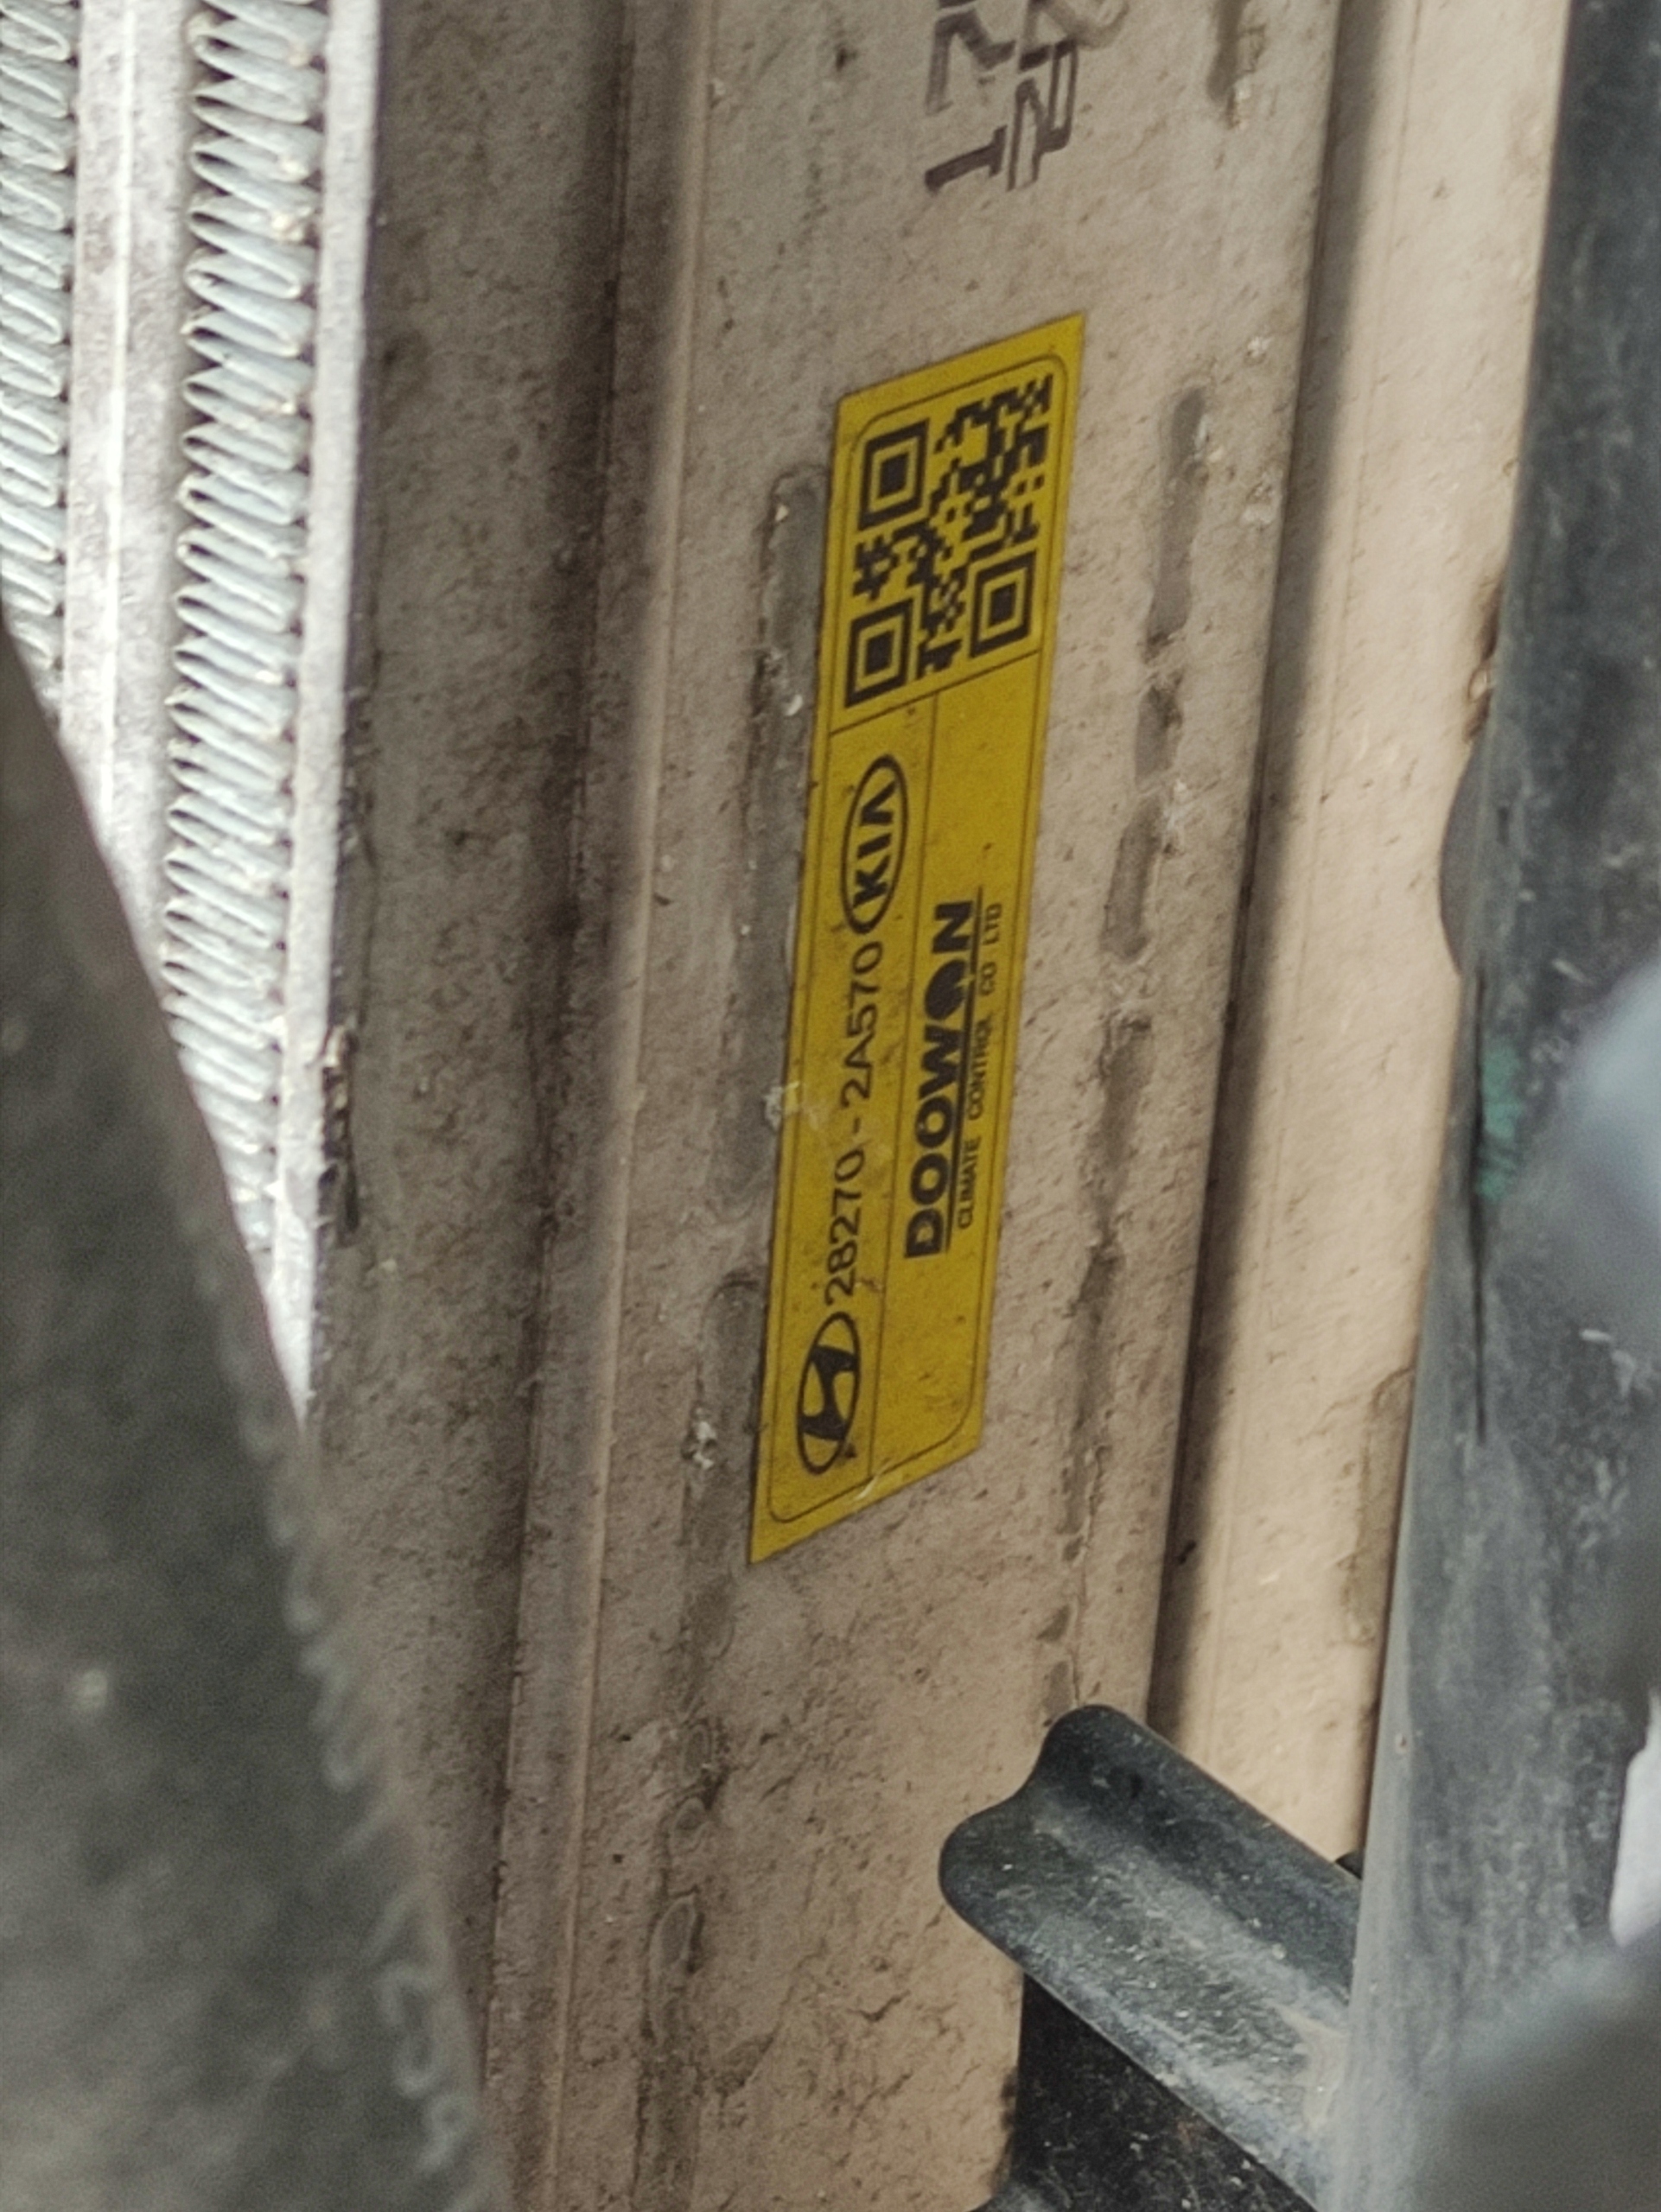 28270-2A570 KIA
DOOWON
CLIMATE CONTROL CO LTD